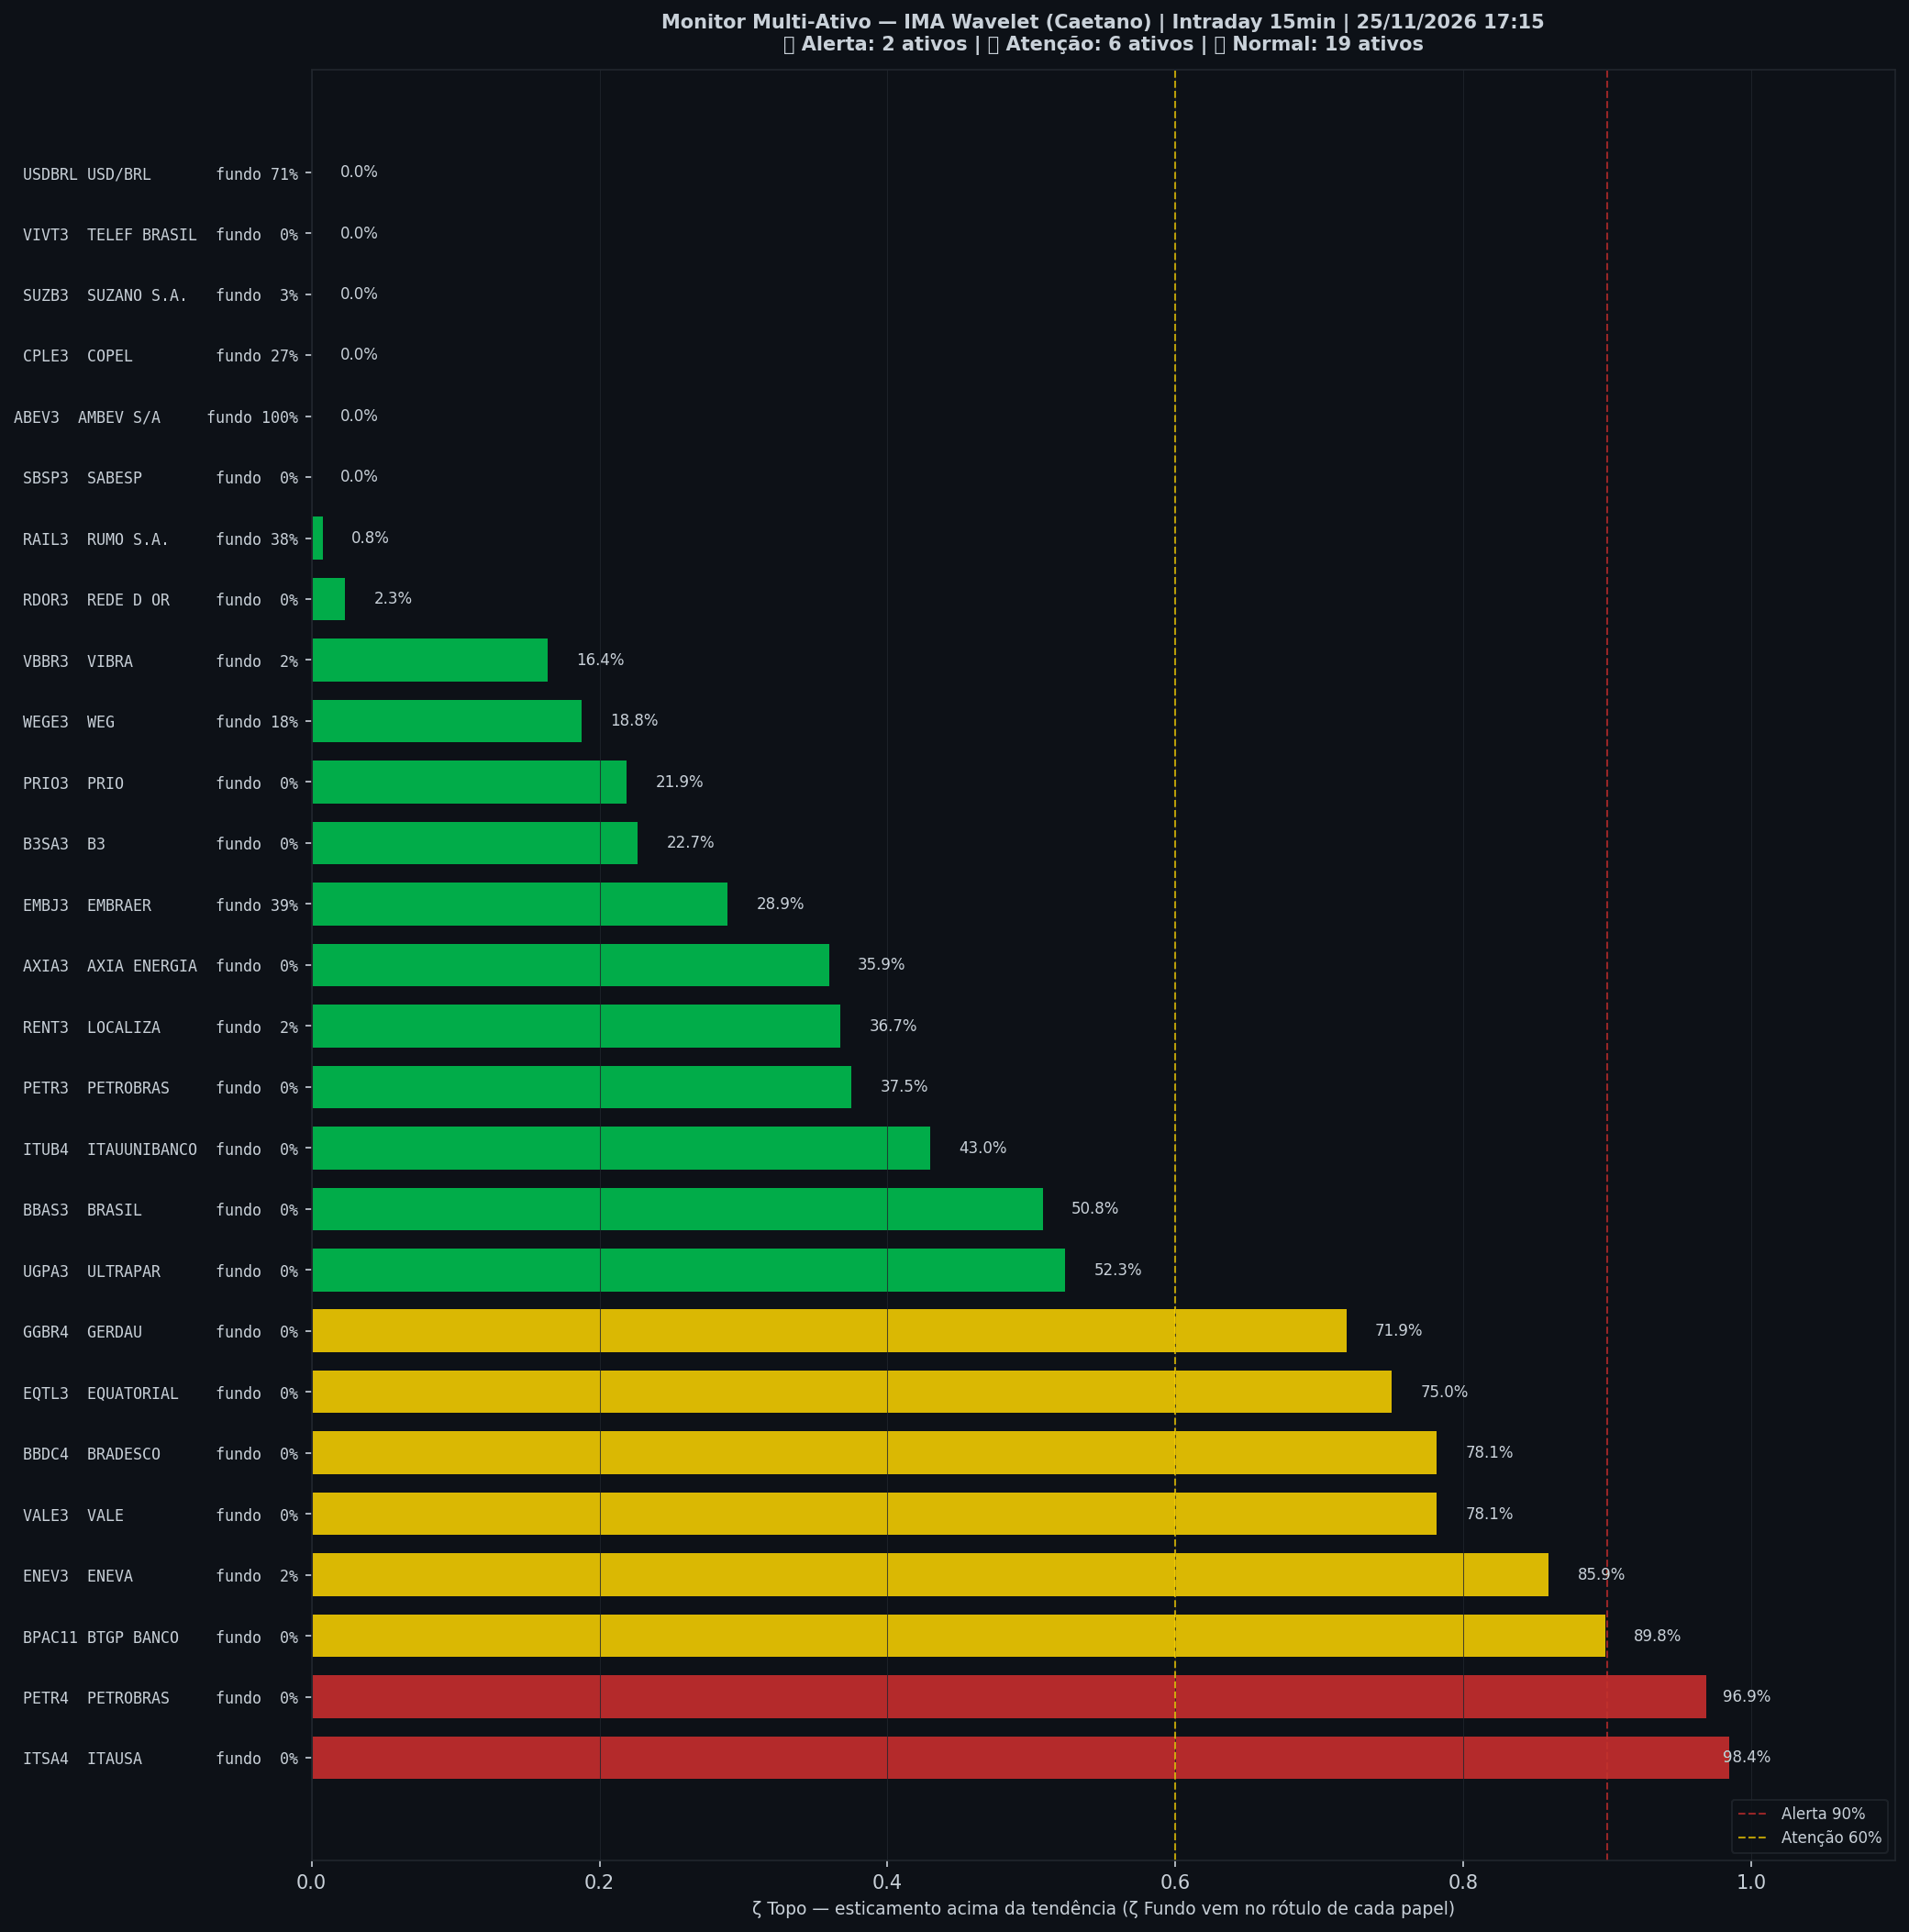 Monitor Multi-Ativo — IMA Wavelet (Caetano) | Intraday 15min | 25/11/2026 17:15
Alerta: 2 ativos | Atenção: 6 ativos | Normal: 19 ativos
USDBRL USD/BRL fundo 71% 0.0%
VIVT3 TELEF BRASIL fundo 0% 0.0%
SUZB3 SUZANO S.A. fundo 3% 0.0%
CPLE3 COPEL fundo 27% 0.0%
ABEV3 AMBEV S/A fundo 100% 0.0%
SBSP3 SABESP fundo 0% 0.0%
RAIL3 RUMO S.A. fundo 38% 0.8%
RDOR3 REDE D OR fundo 0% 2.3%
VBBR3 VIBRA fundo 2% 16.4%
WEGE3 WEG fundo 18% 18.8%
PRIO3 PRIO fundo 0% 21.9%
B3SA3 B3 fundo 0% 22.7%
EMBJ3 EMBRAER fundo 39% 28.9%
AXIA3 AXIA ENERGIA fundo 0% 35.9%
RENT3 LOCALIZA fundo 2% 36.7%
PETR3 PETROBRAS fundo 0% 37.5%
ITUB4 ITAUUNIBANCO fundo 0% 43.0%
BBAS3 BRASIL fundo 0% 50.8%
UGPA3 ULTRAPAR fundo 0% 52.3%
GGBR4 GERDAU fundo 0% 71.9%
EQTL3 EQUATORIAL fundo 0% 75.0%
BBDC4 BRADESCO fundo 0% 78.1%
VALE3 VALE fundo 0% 78.1%
ENEV3 ENEVA fundo 2% 85.9%
BPAC11 BTGP BANCO fundo 0% 89.8%
PETR4 PETROBRAS fundo 0% 96.9%
ITSA4 ITAUSA fundo 0% 98.4%
Alerta 90%
Atenção 60%
0.0 0.2 0.4 0.6 0.8 1.0
ζ Topo — esticamento acima da tendência (ζ Fundo vem no rótulo de cada papel)